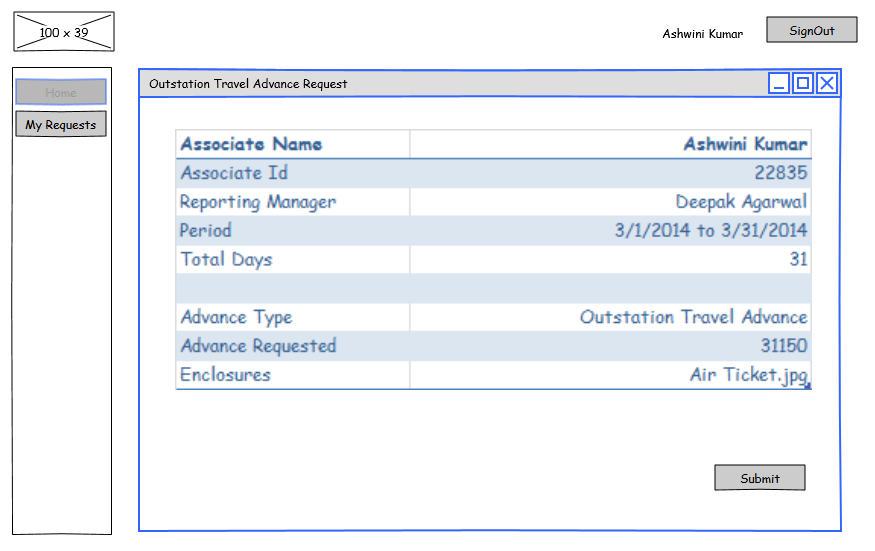 100 x 39
Ashwini Kumar
SignOut
Home
My Requests
Outstation Travel Advance Request
Associate Name Ashwini Kumar
Associate Id 22835
Reporting Manager Deepak Agarwal
Period 3/1/2014 to 3/31/2014
Total Days 31
Advance Type Outstation Travel Advance
Advance Requested 31150
Enclosures Air Ticket.jpg
Submit